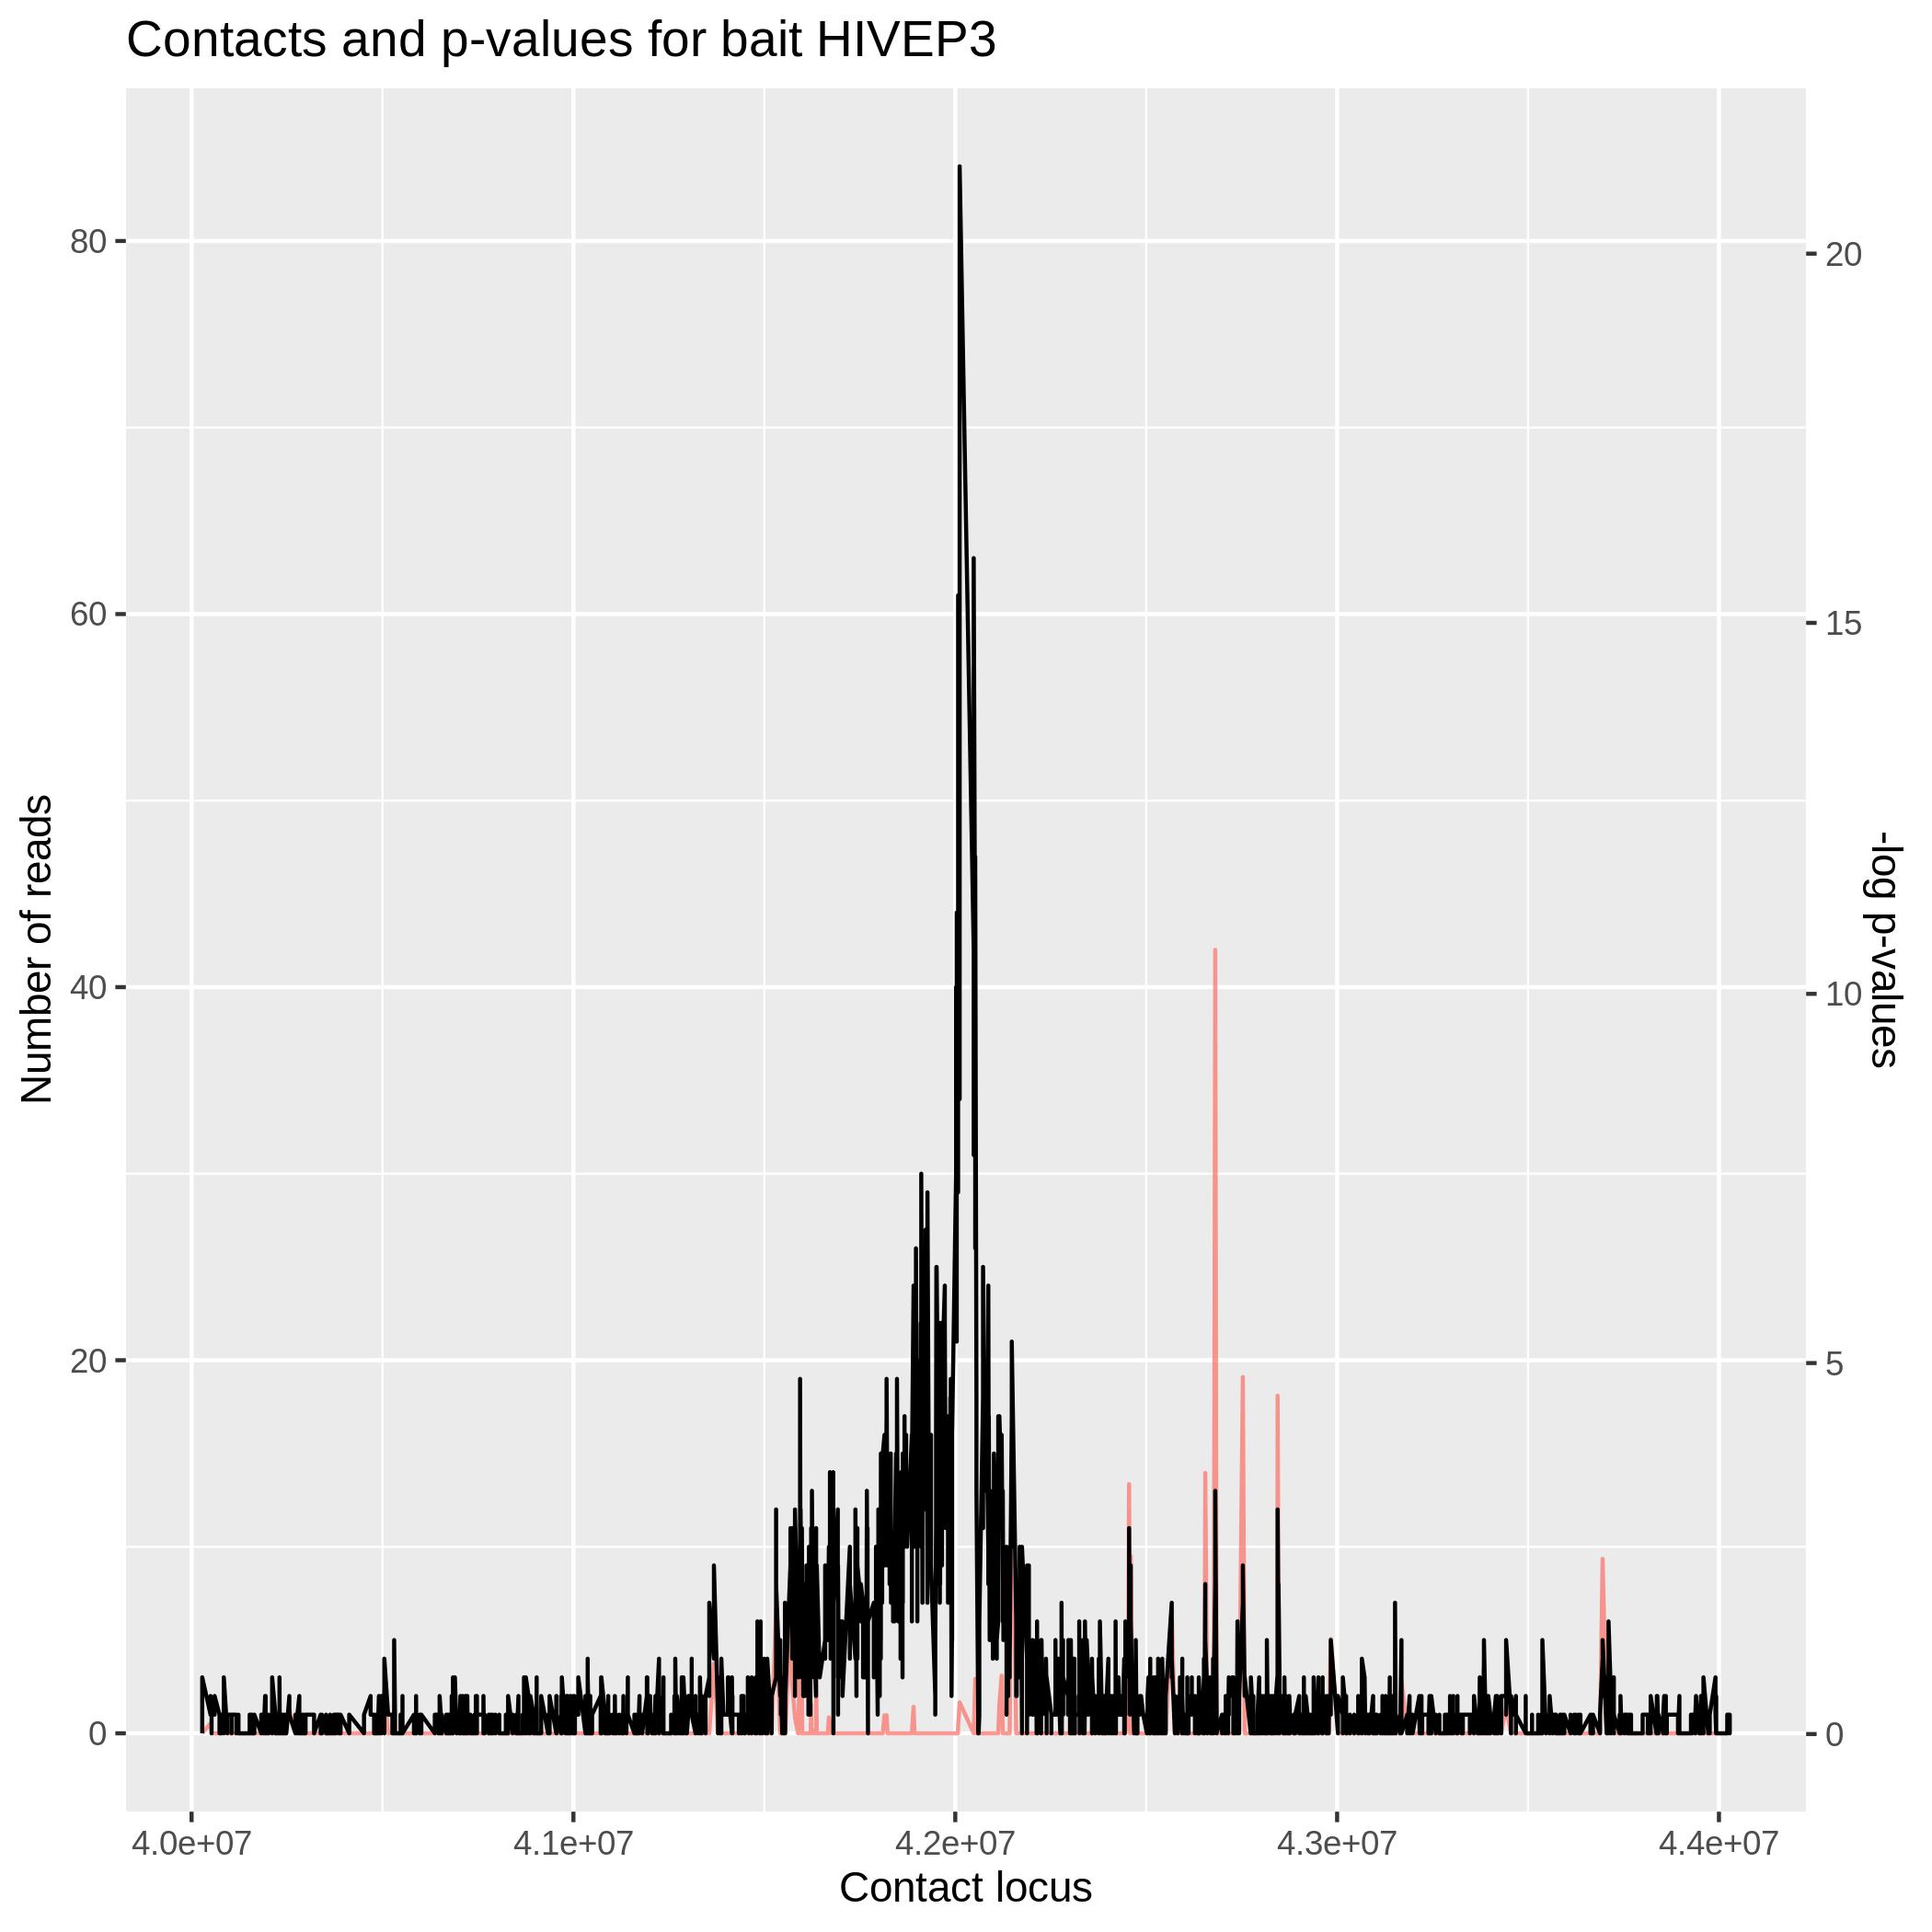 Contacts and p-values for bait HIVEP3
Number of reads
80
60
40
20
0
20
15
10
5
0
-log p-values
4.0e+07
4.1e+07
4.2e+07
4.3e+07
4.4e+07
Contact locus